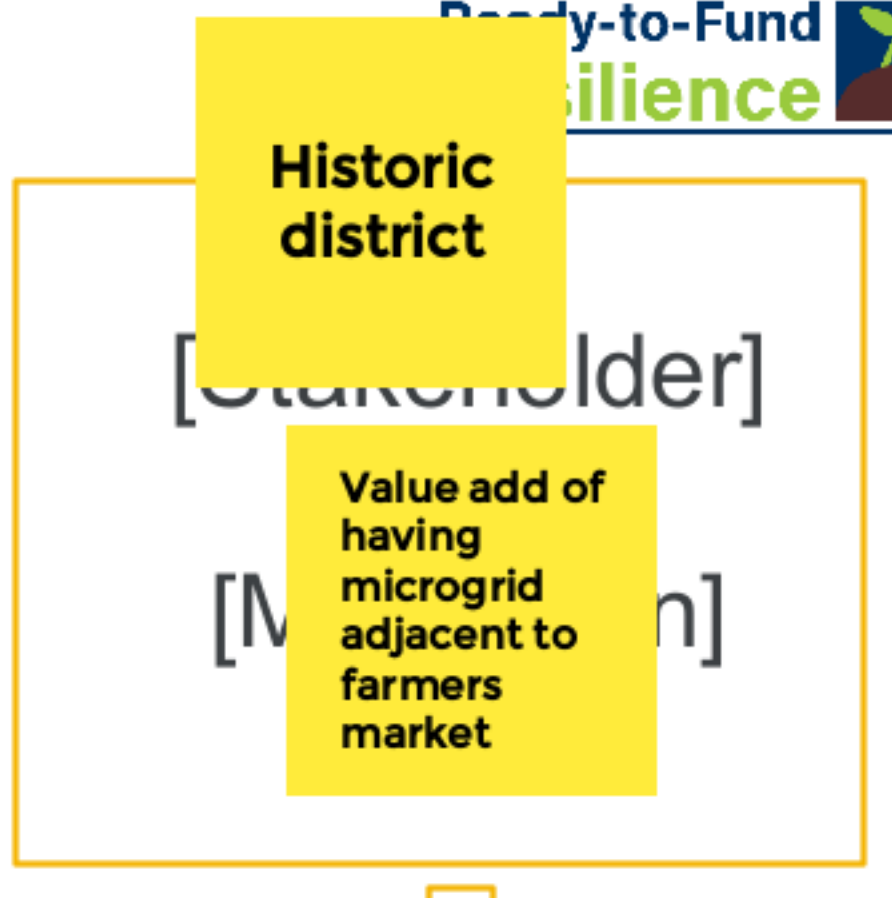 Ready-to-Fund
silience
Historic
district
[Stakeholder]
Value add of
having
microgrid
adjacent to
farmers
market